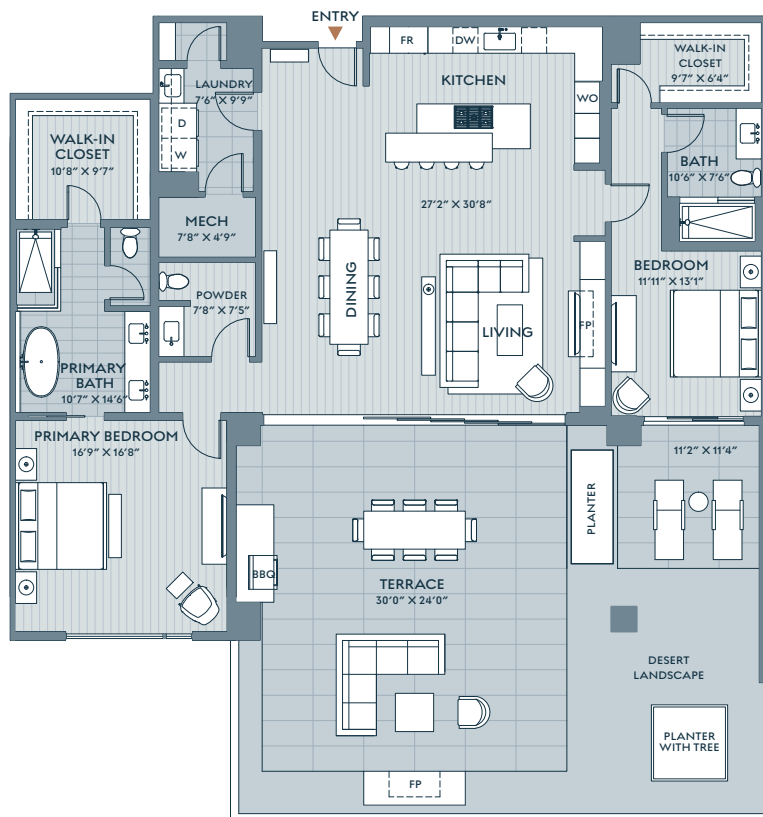 ENTRY
FR
DW
WALK-IN
CLOSET
9'7" X 6'4"
LAUNDRY
7'6" X 9'9"
KITCHEN
WO
D
W
WALK-IN
CLOSET
10'8" X 9'7"
BATH
10'6" X 7'6"
27'2" X 30'8"
MECH
7'8" X 4'9"
BEDROOM
11'11" X 13'1"
DINING
POWDER
7'8" X 7'5"
LIVING
FP
PRIMARY
BATH
10'7" X 14'6"
PRIMARY BEDROOM
16'9" X 16'8"
11'2" X 11'4"
PLANTER
BBQ
TERRACE
30'0" X 24'0"
DESERT
LANDSCAPE
PLANTER
WITH TREE
FP